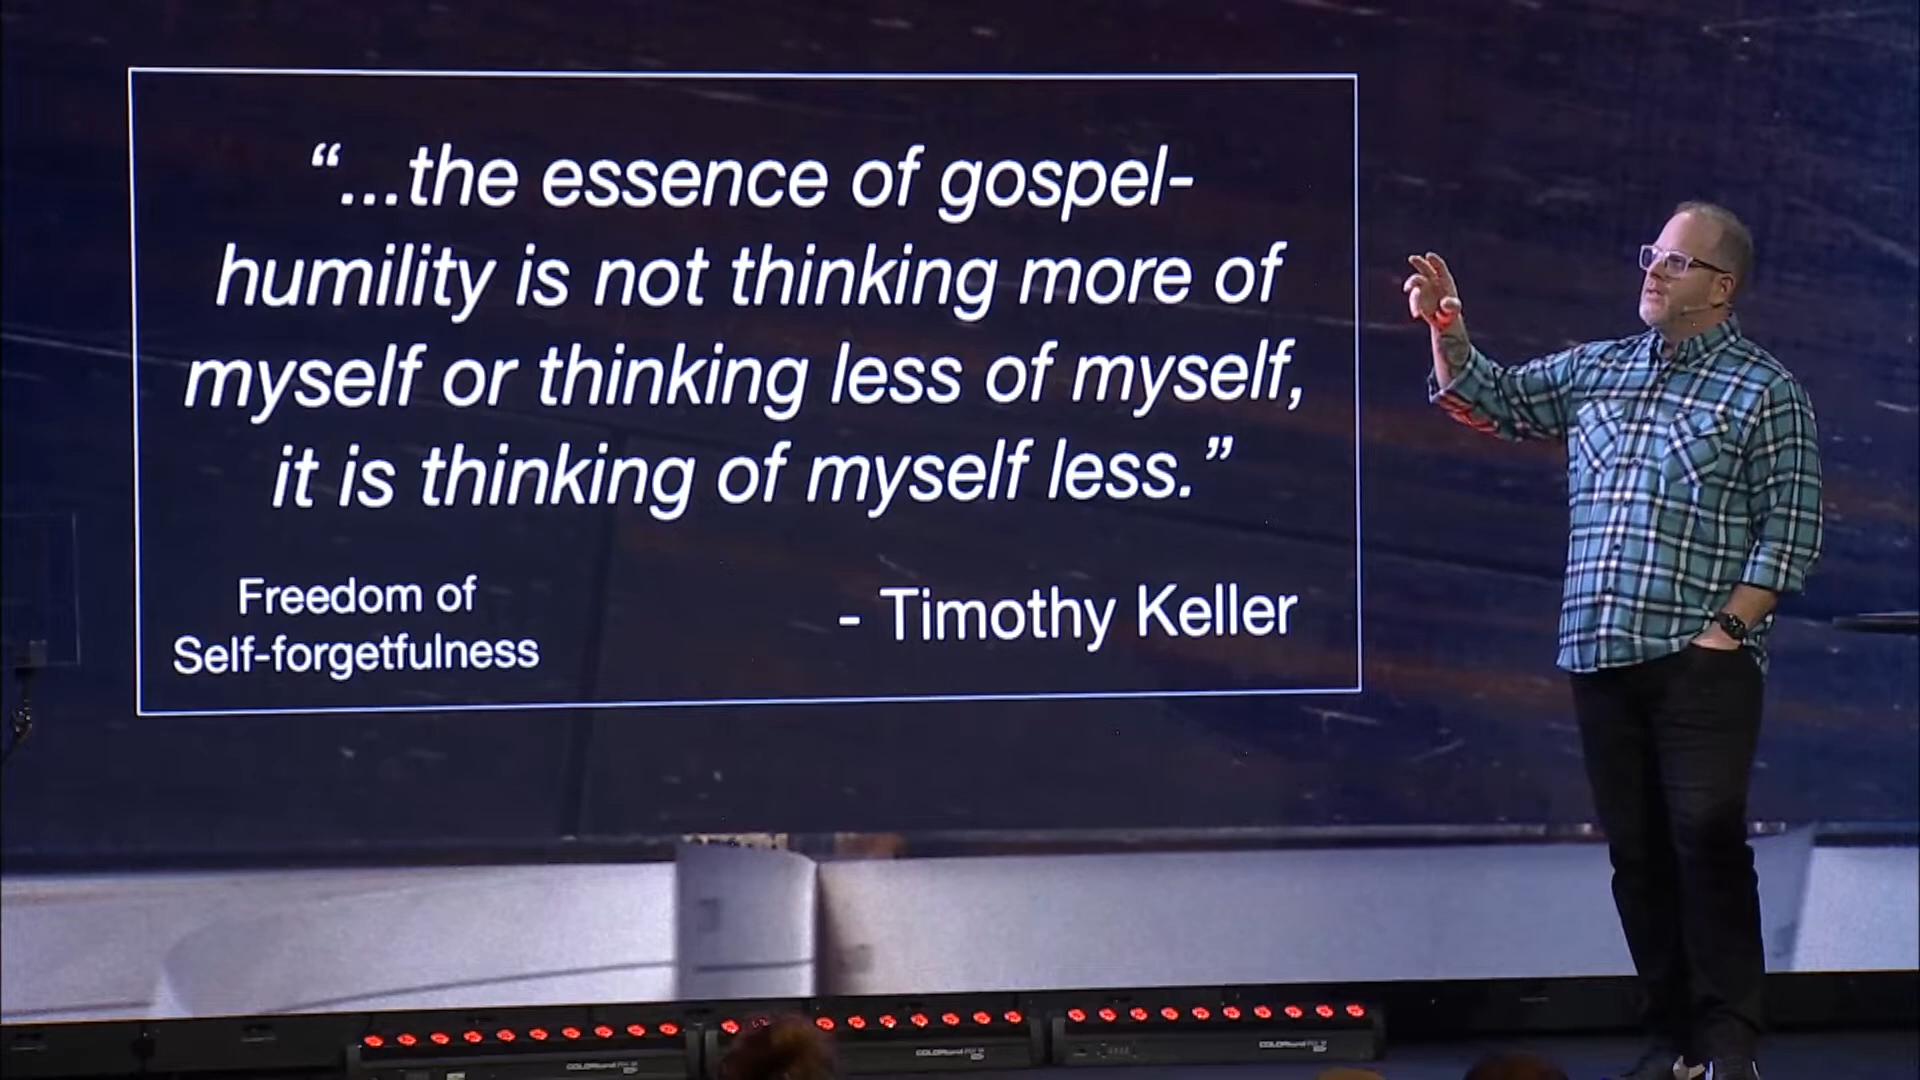 “...the essence of gospel-
humility is not thinking more of
myself or thinking less of myself,
it is thinking of myself less.”
Freedom of
Self-forgetfulness
- Timothy Keller